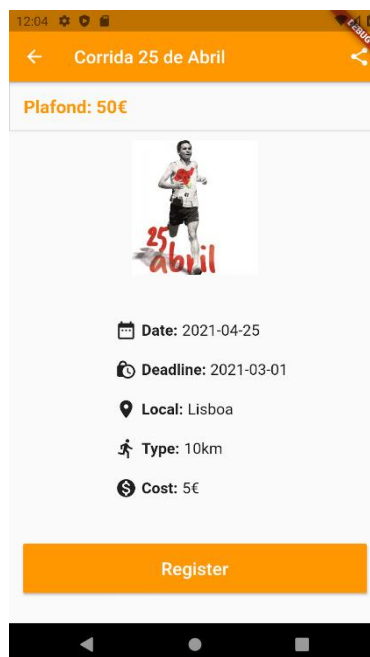 12:04
DEBUG
Corrida 25 de Abril
Plafond: 50€
25
abril
Date: 2021-04-25
Deadline: 2021-03-01
Local: Lisboa
Type: 10km
Cost: 5€
Register